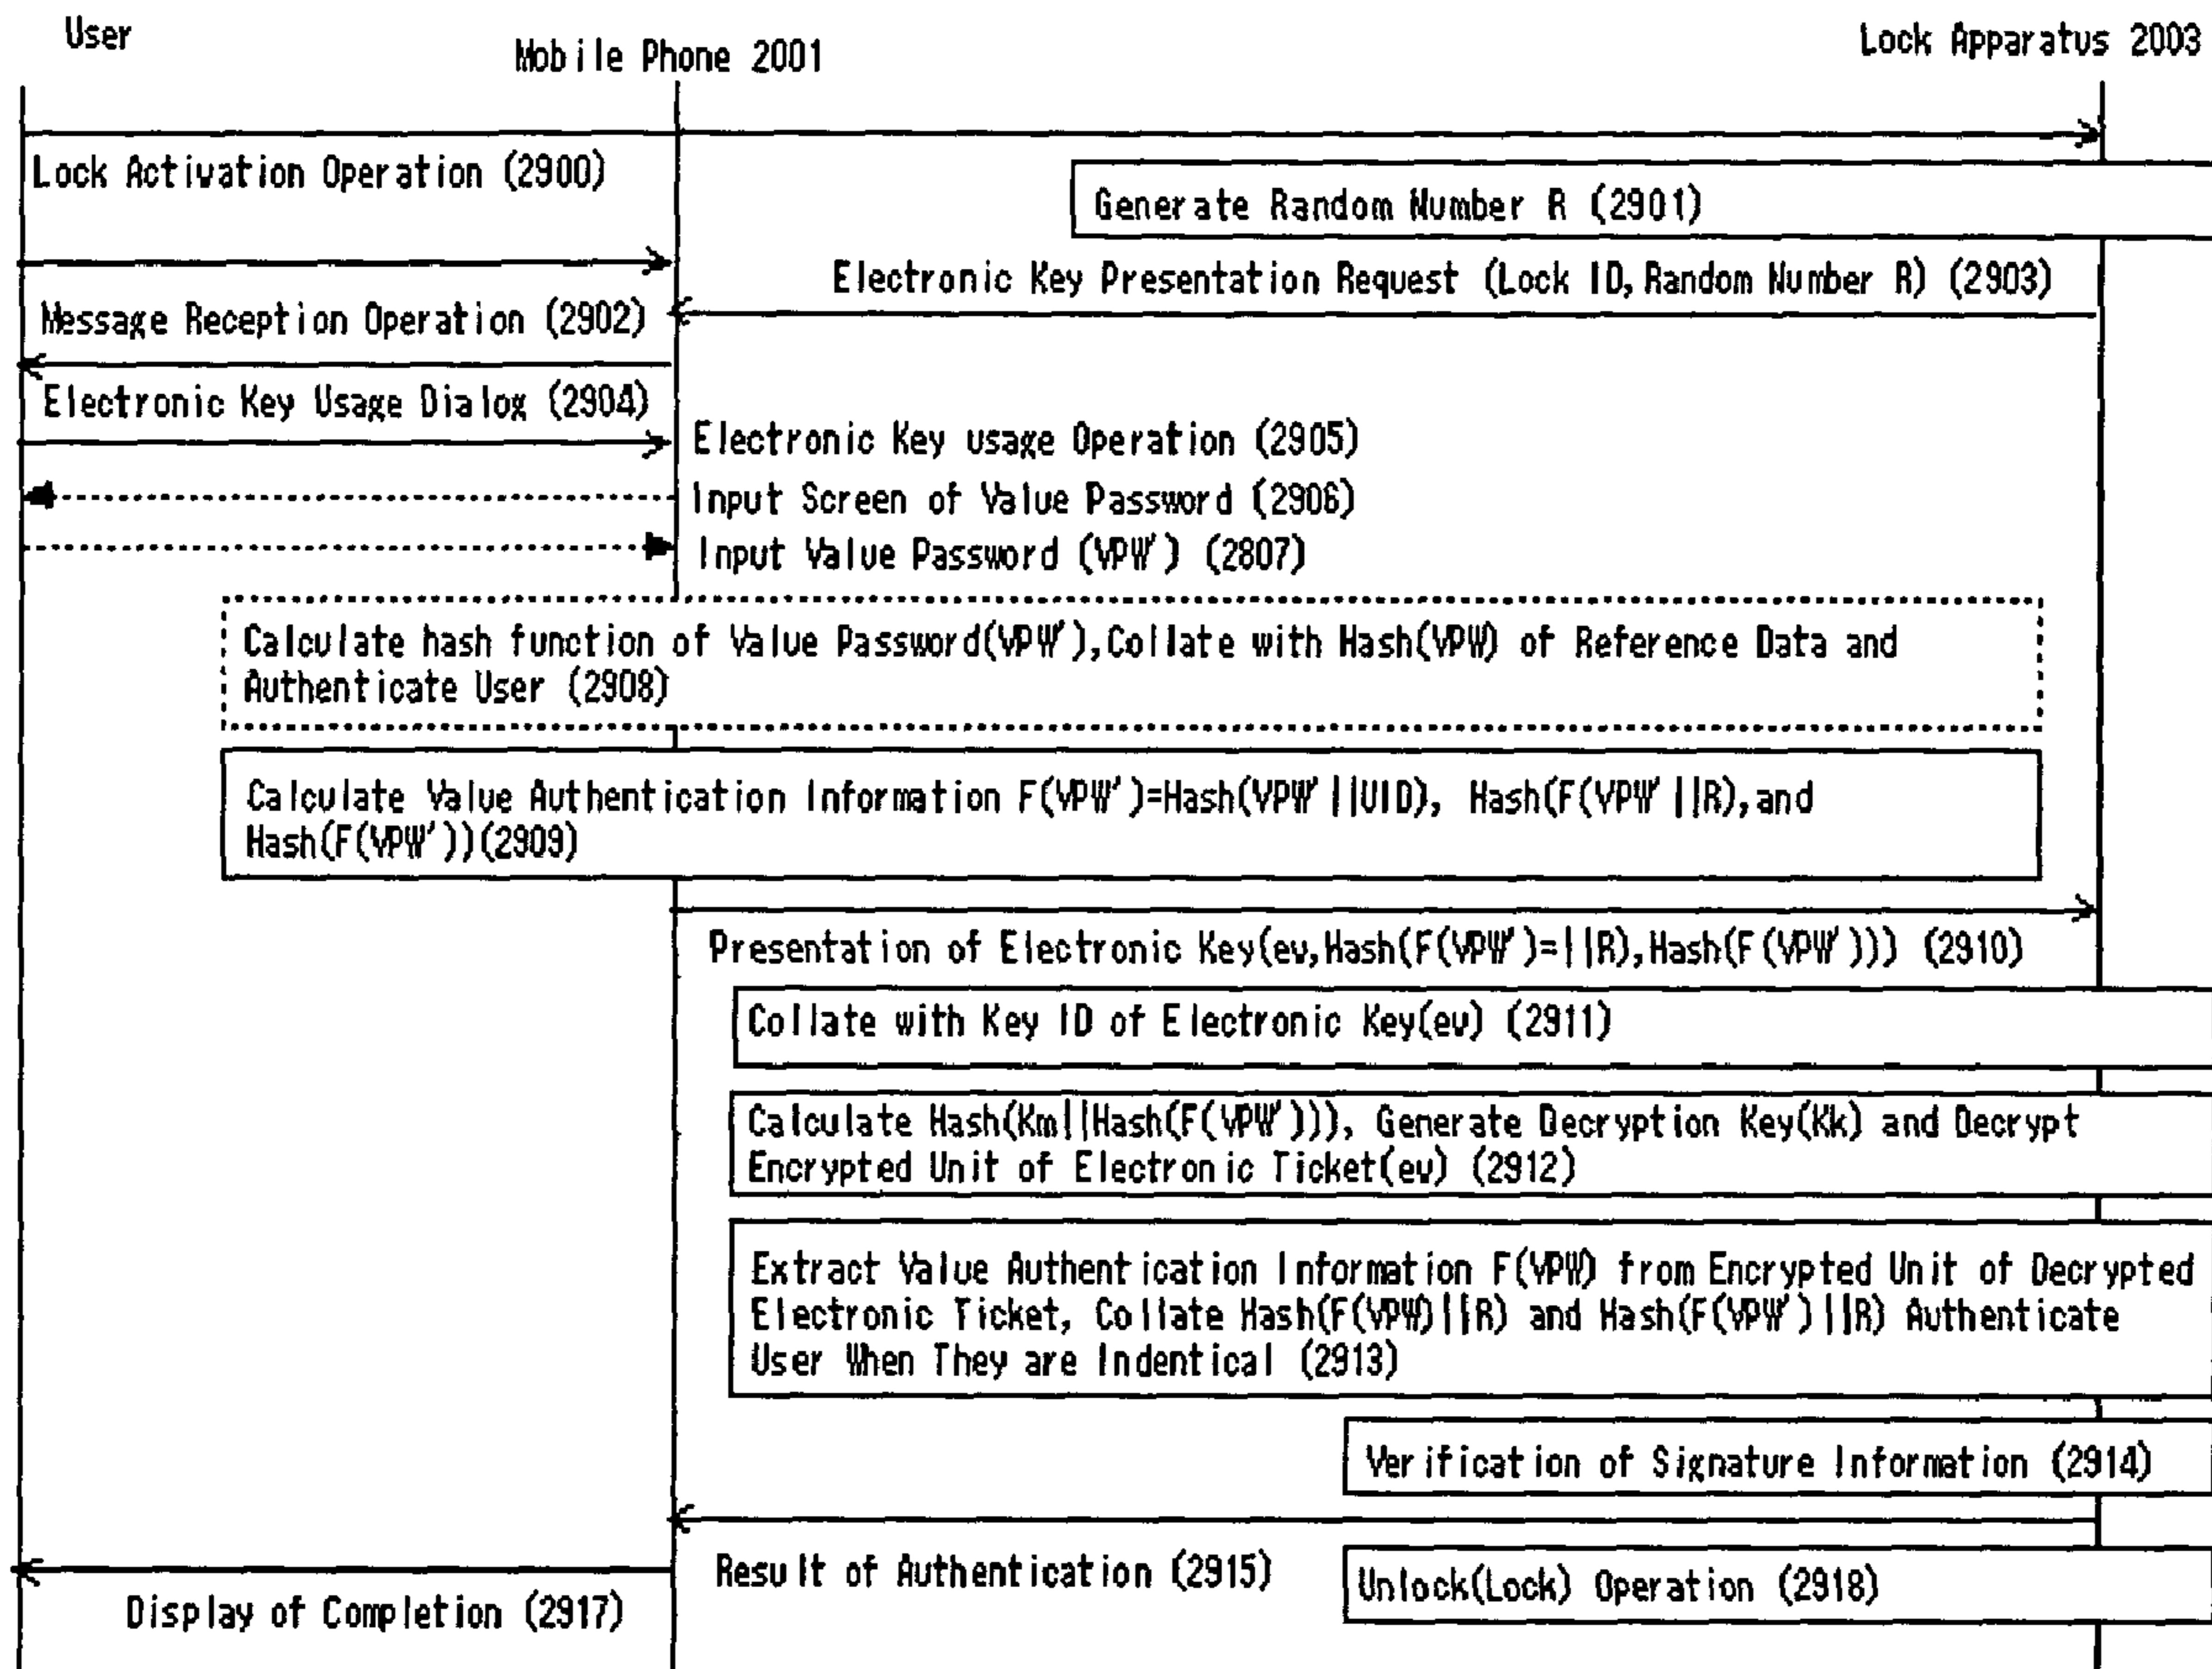 User
Mobile Phone 2001
Lock Apparatus 2003
Lock Activation Operation (2900)
Generate Random Number R (2901)
Electronic Key Presentation Request (Lock ID, Random Number R) (2903)
Message Reception Operation (2902)
Electronic Key Usage Dialog (2904)
Electronic Key usage Operation (2905)
Input Screen of Value Password (2906)
Input Value Password (VPW') (2807)
Calculate hash function of Value Password(VPW'),Collate with Hash(VPW) of Reference Data and
Authenticate User (2908)
Calculate Value Authentication Information F(VPW')=Hash(VPW'||UID), Hash(F(VPW'||R),and
Hash(F(VPW'))(2909)
Presentation of Electronic Key(ev,Hash(F(VPW')=||R),Hash(F(VPW'))) (2910)
Collate with Key ID of Electronic Key(ev) (2911)
Calculate Hash(Km||Hash(F(VPW'))), Generate Decryption Key(Kk) and Decrypt
Encrypted Unit of Electronic Ticket(ev) (2912)
Extract Value Authentication Information F(VPW) from Encrypted Unit of Decrypted
Electronic Ticket, Collate Hash(F(VPW)||R) and Hash(F(VPW')||R) Authenticate
User When They are Indentical (2913)
Verification of Signature Information (2914)
Result of Authentication (2915)
Unlock(Lock) Operation (2918)
Display of Completion (2917)